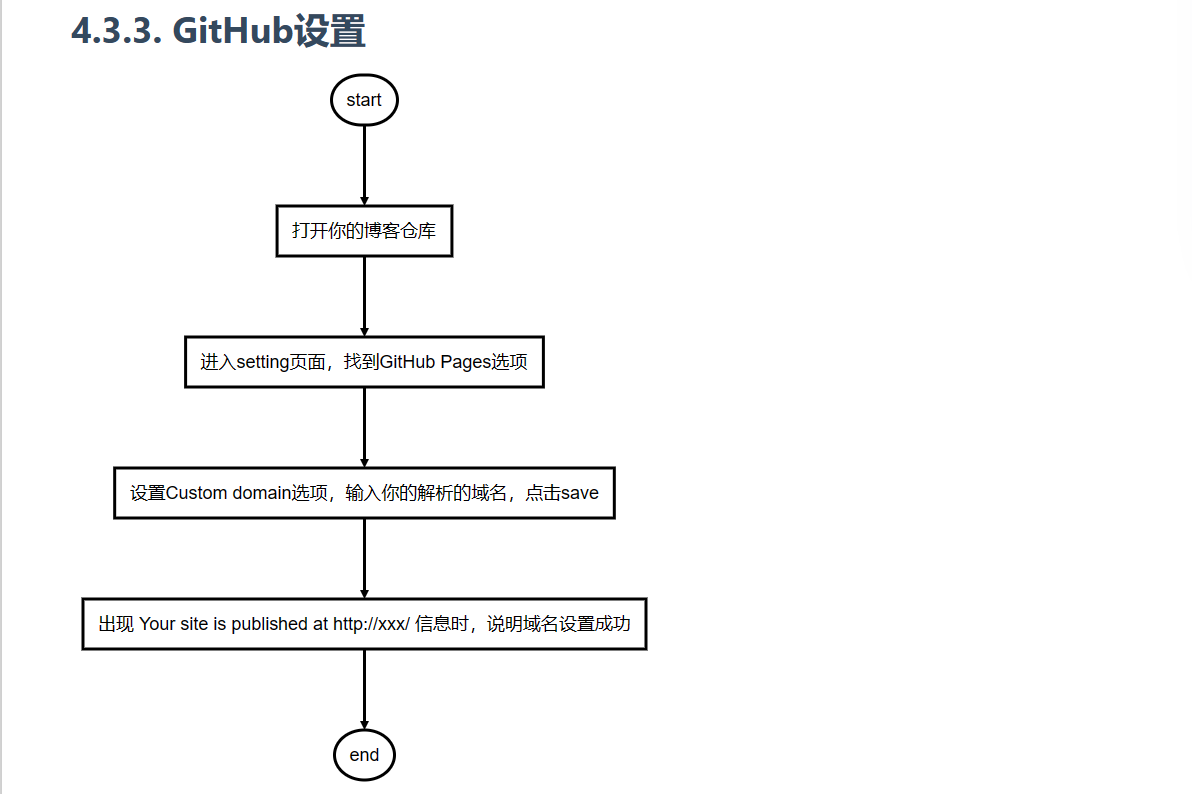 4.3.3. GitHub设置
start
打开你的博客仓库
进入setting页面，找到GitHub Pages选项
设置Custom domain选项，输入你的解析的域名，点击save
出现 Your site is published at http://xxx/ 信息时，说明域名设置成功
end